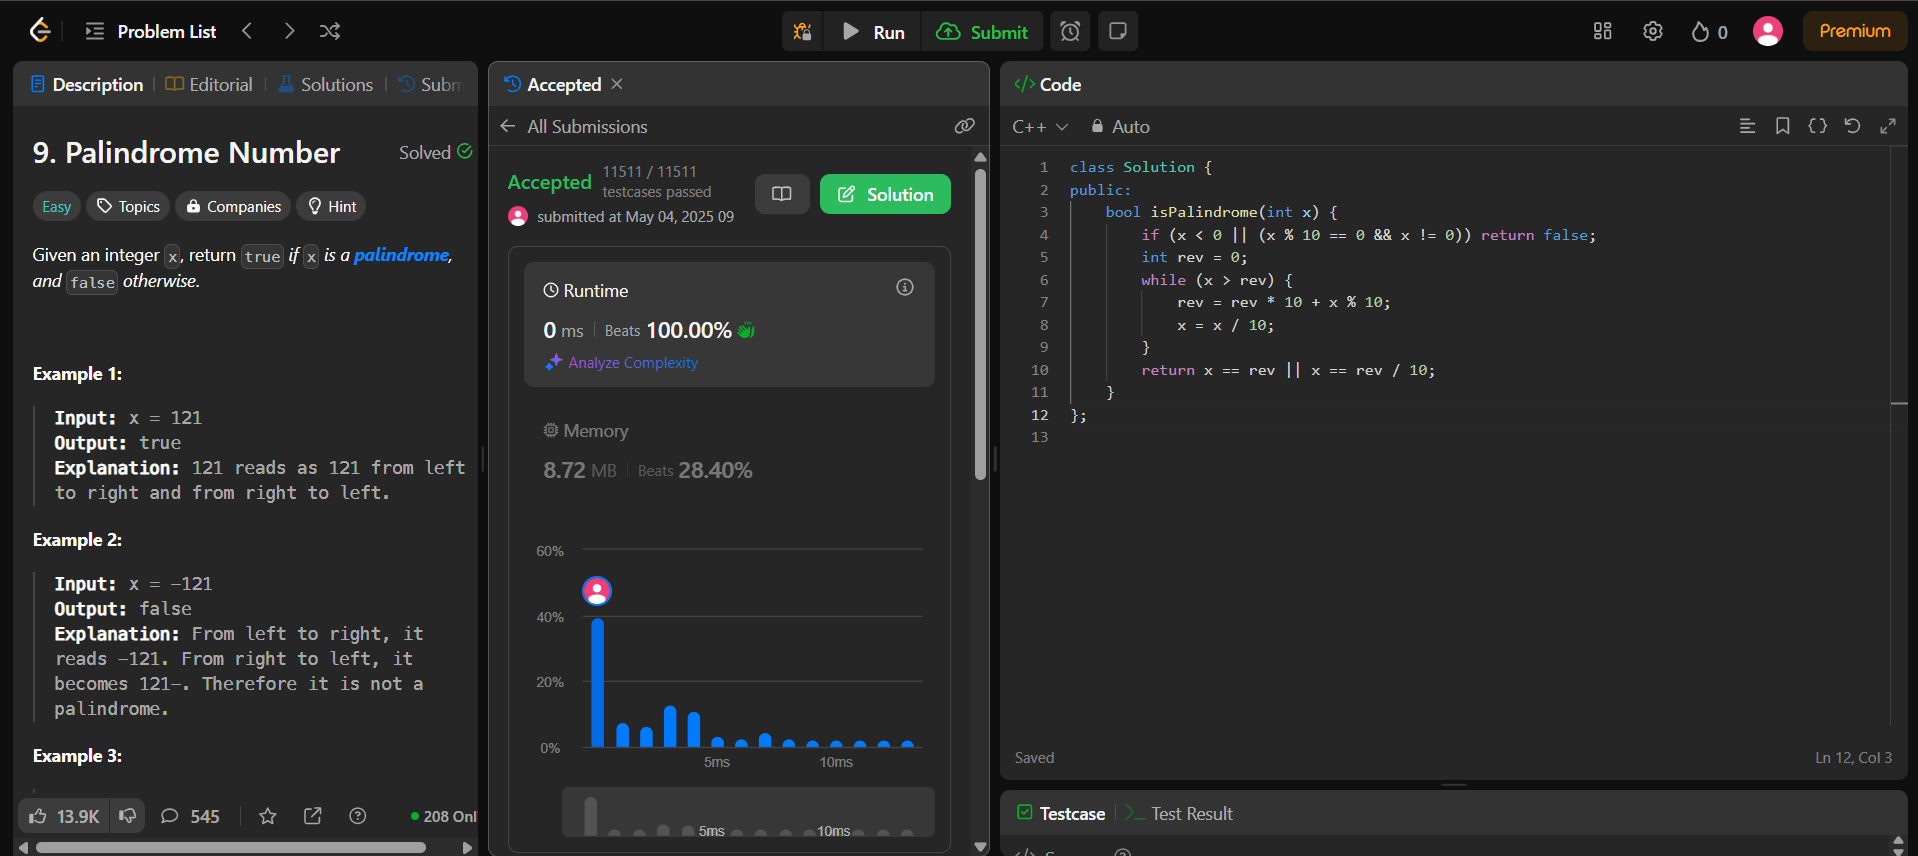 Problem List
Run
Submit
0
Premium
Description
Editorial
Solutions
Subm
9. Palindrome Number
Solved
Easy
Topics
Companies
Hint
Given an integer x, return true if x is a palindrome,
and false otherwise.
Example 1:
Input: x = 121
Output: true
Explanation: 121 reads as 121 from left
to right and from right to left.
Example 2:
Input: x = -121
Output: false
Explanation: From left to right, it
reads -121. From right to left, it
becomes 121-. Therefore it is not a
palindrome.
Example 3:
13.9K
545
208 Onl
Accepted
All Submissions
Accepted
11511 / 11511
testcases passed
submitted at May 04, 2025 09
Solution
Runtime
0 ms
Beats 100.00%
Analyze Complexity
Memory
8.72 MB
Beats 28.40%
60%
40%
20%
0%
5ms
10ms
5ms
10ms
</> Code
C++
Auto
1 class Solution {
2 public:
3 bool isPalindrome(int x) {
4 if (x < 0 || (x % 10 == 0 && x != 0)) return false;
5 int rev = 0;
6 while (x > rev) {
7 rev = rev * 10 + x % 10;
8 x = x / 10;
9 }
10 return x == rev || x == rev / 10;
11 }
12 };
13
Saved
Ln 12, Col 3
Testcase
Test Result